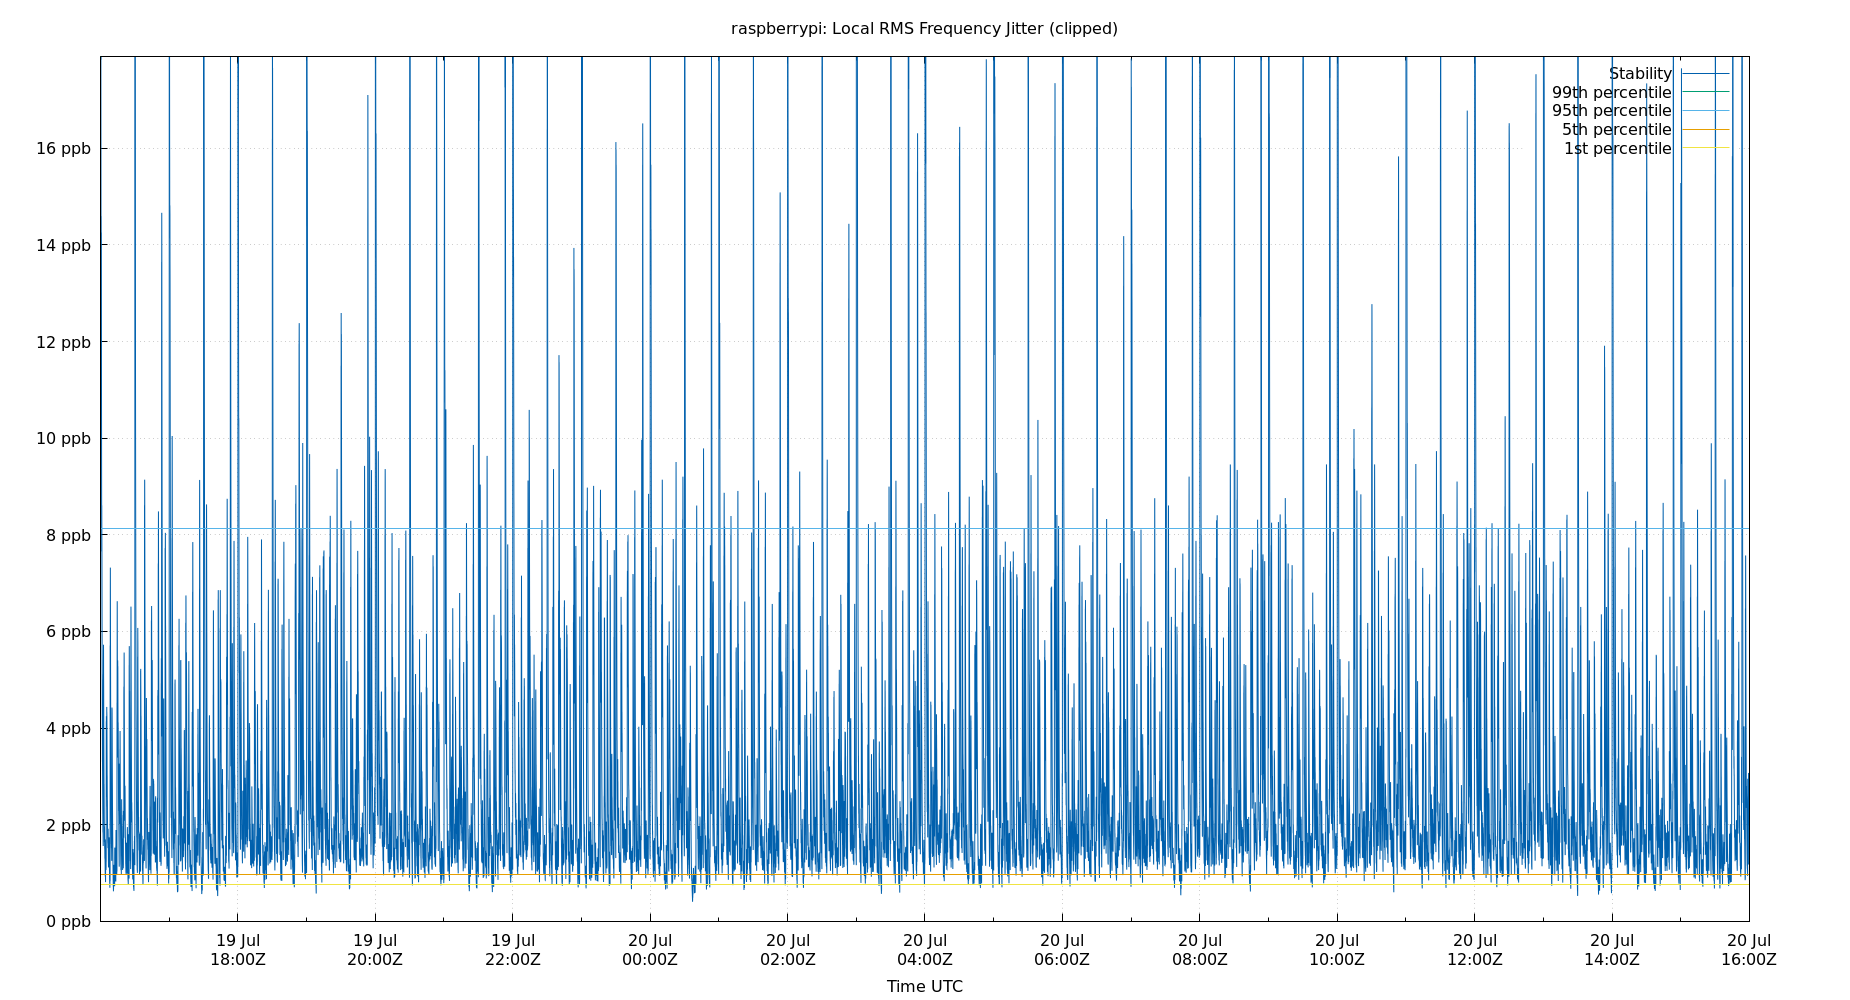 raspberrypi: Local RMS Frequency Jitter (clipped)
Stability
99th percentile
95th percentile
5th percentile
1st percentile
16 ppb
14 ppb
12 ppb
10 ppb
8 ppb
6 ppb
4 ppb
2 ppb
0 ppb
19 Jul 19 Jul 19 Jul 20 Jul 20 Jul 20 Jul 20 Jul 20 Jul 20 Jul 20 Jul 20 Jul 20 Jul
18:00Z 20:00Z 22:00Z 00:00Z 02:00Z 04:00Z 06:00Z 08:00Z 10:00Z 12:00Z 14:00Z 16:00Z
Time UTC